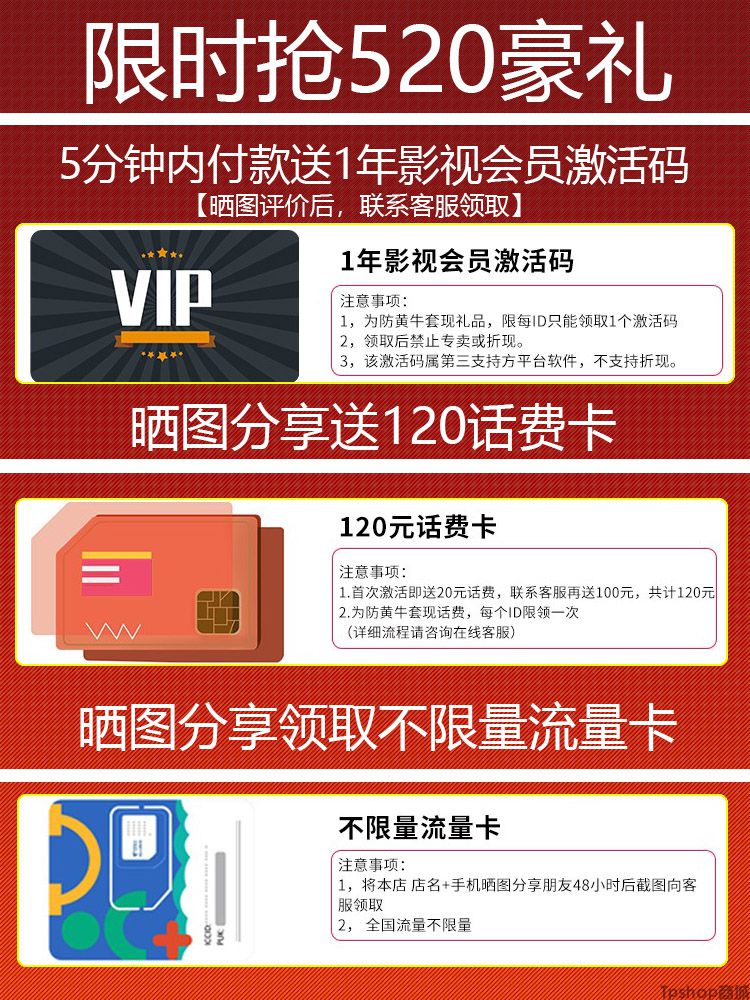 限时抢520豪礼
5分钟内付款送1年影视会员激活码
【晒图评价后，联系客服领取】
VIP
1年影视会员激活码
注意事项：
1，为防黄牛套现礼品，限每ID只能领取1个激活码
2，领取后禁止专卖或折现。
3，该激活码属第三支持方平台软件，不支持折现。
晒图分享送120话费卡
120元话费卡
注意事项：
1.首次激活即送20元话费，联系客服再送100元，共计120元
2.为防黄牛套现话费，每个ID限领一次
（详细流程请咨询在线客服）
晒图分享领取不限量流量卡
ICCID:
PUK:
不限量流量卡
注意事项：
1，将本店 店名+手机晒图分享朋友48小时后截图向客
服领取
2， 全国流量不限量
Tpshop商城